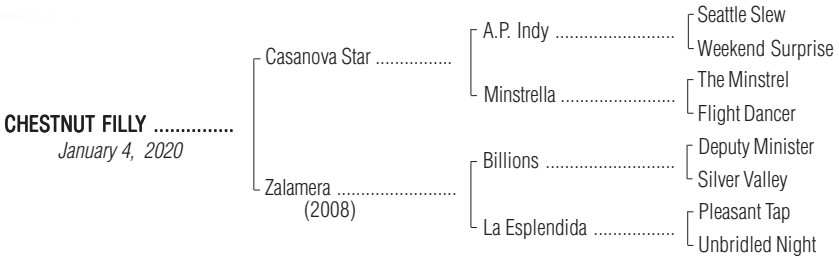 Seattle Slew
A.P. Indy ........................
Weekend Surprise
Casanova Star ................
The Minstrel
Minstrella .......................
Flight Dancer
CHESTNUT FILLY ...............
January 4, 2020
Deputy Minister
Billions ..........................
Silver Valley
Zalamera ........................
(2008)
Pleasant Tap
La Esplendida ................
Unbridled Night